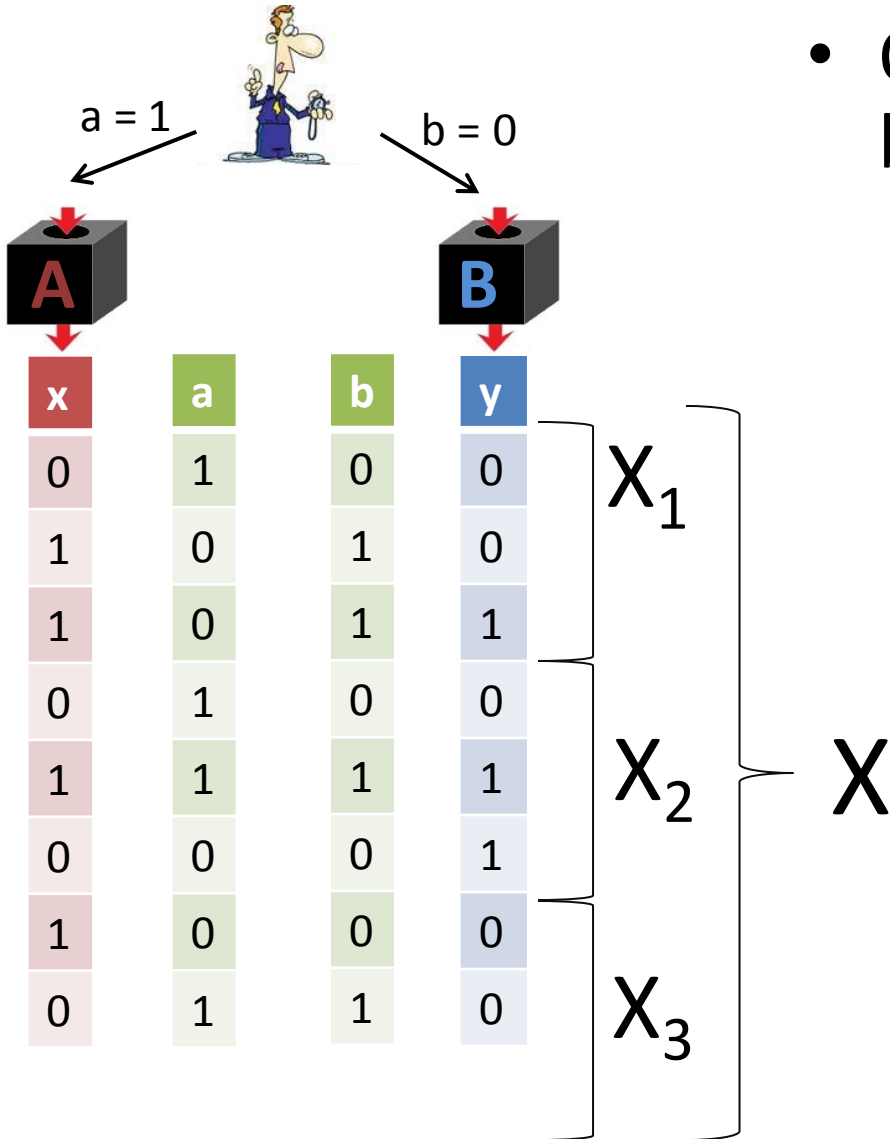 •
a = 1
b = 0
A
B
x a b y
0 1 0 0
1 0 1 0
1 0 1 1
0 1 0 0
1 1 1 1
0 0 0 1
1 0 0 0
0 1 1 0
X₁
X₂
X₃
X